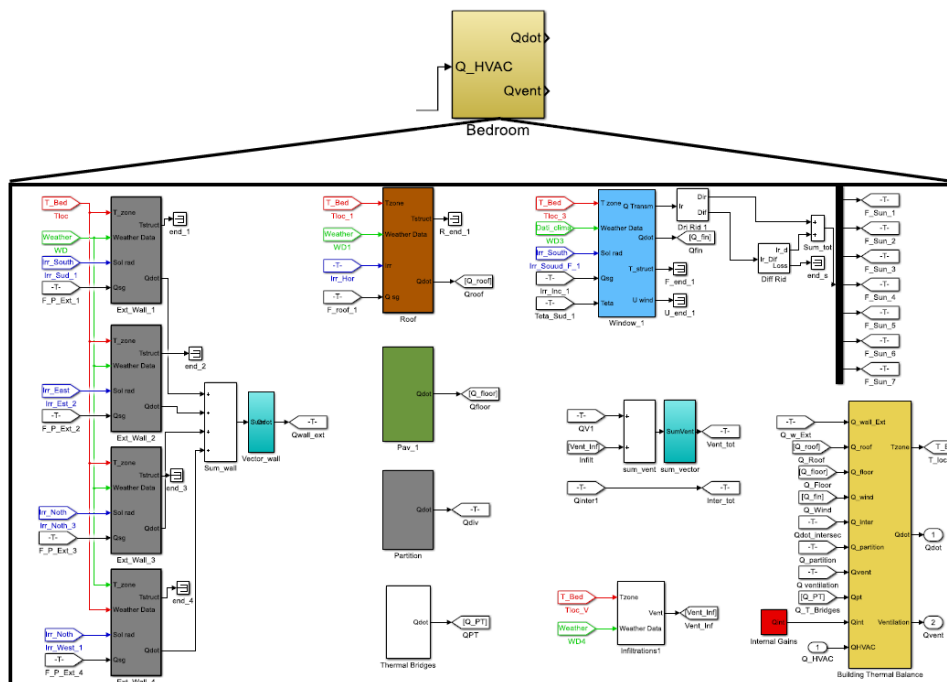 Qdot
Q_HVAC
Qvent
Bedroom
T_Bed
Tloc
Weather
WD
Irr_South
Irr_Sud_1
-T-
F_P_Ext_1
T_zone
Weather Data
Sol rad
Qsg
Tstruct
Qdot
Ext_Wall_1
end_1
Irr_East
Irr_Est_2
-T-
F_P_Ext_2
T_zone
Weather Data
Sol rad
Qsg
Tstruct
Qdot
Ext_Wall_2
end_2
Irr_Noth
Irr_Noth_3
-T-
F_P_Ext_3
T_zone
Weather Data
Sol rad
Qsg
Tstruct
Qdot
Ext_Wall_3
end_3
Irr_Noth
Irr_West_1
-T-
F_P_Ext_4
T_zone
Weather Data
Sol rad
Qsg
Tstruct
Qdot
Ext_Wall_4
end_4
Sum_wall
Vector_wall
-T-
Qwall_ext
T_Bed
Tloc_1
Weather
WD1
Irr
Irr_Hor
-T-
F_roof_1
Tzone
Weather Data
Q sg
Tstruct
Qdot
Roof
R_end_1
[Q_roof]
Qroof
Qdot
Pav_1
[Q_floor]
Qfloor
Qdot
Partition
-T-
Qdiv
Qdot
Thermal Bridges
[Q_PT]
QPT
T_Bed
Tloc_3
Dati_clima
WD3
Irr_South
Irr_Souud_F_1
-T-
Irr_Inc_1
-T-
Teta_Sud_1
T zone
Weather Data
Sol rad
Qsg
Teta
Q Transm
Qdot
T_struct
U wind
Window_1
Ir
Dir
Dif
Dri Rid_1
[Q_fin]
Qfin
F_end_1
U_end_1
Ir_Dif
Ir_d
Loss
Diff Rid
Sum_tot
end_s
-T-
F_Sun_1
-T-
F_Sun_2
-T-
F_Sun_3
-T-
F_Sun_4
-T-
F_Sun_5
-T-
F_Sun_6
-T-
F_Sun_7
-T-
QV1
[Vent_Inf]
Infilt
sum_vent
SumVent
sum_vector
-T-
Vent_tot
-T-
Qinter1
-T-
Inter_tot
T_Bed
Tloc_V
Weather
WD4
Tzone
Weather Data
Vent
Infiltrations1
[Vent_Inf]
Vent_Inf
-T-
Q_w_Ext
[Q_roof]
Q_Roof
[Q_floor]
Q_Floor
[Q_fin]
Q_Wind
-T-
Qdot_intersec
-T-
Q_partition
-T-
Q ventilation
[Q_PT]
Q_T_Bridges
Qint
Internal Gains
1
Q_HVAC
Q_wall_Ext
Q_roof
Q_floor
Q_wind
Q_Inter
Q_partition
Qvent
Qpt
Qint
QHVAC
Tzone
Qdot
Ventilation
Building Thermal Balance
1
Qdot
2
Qvent